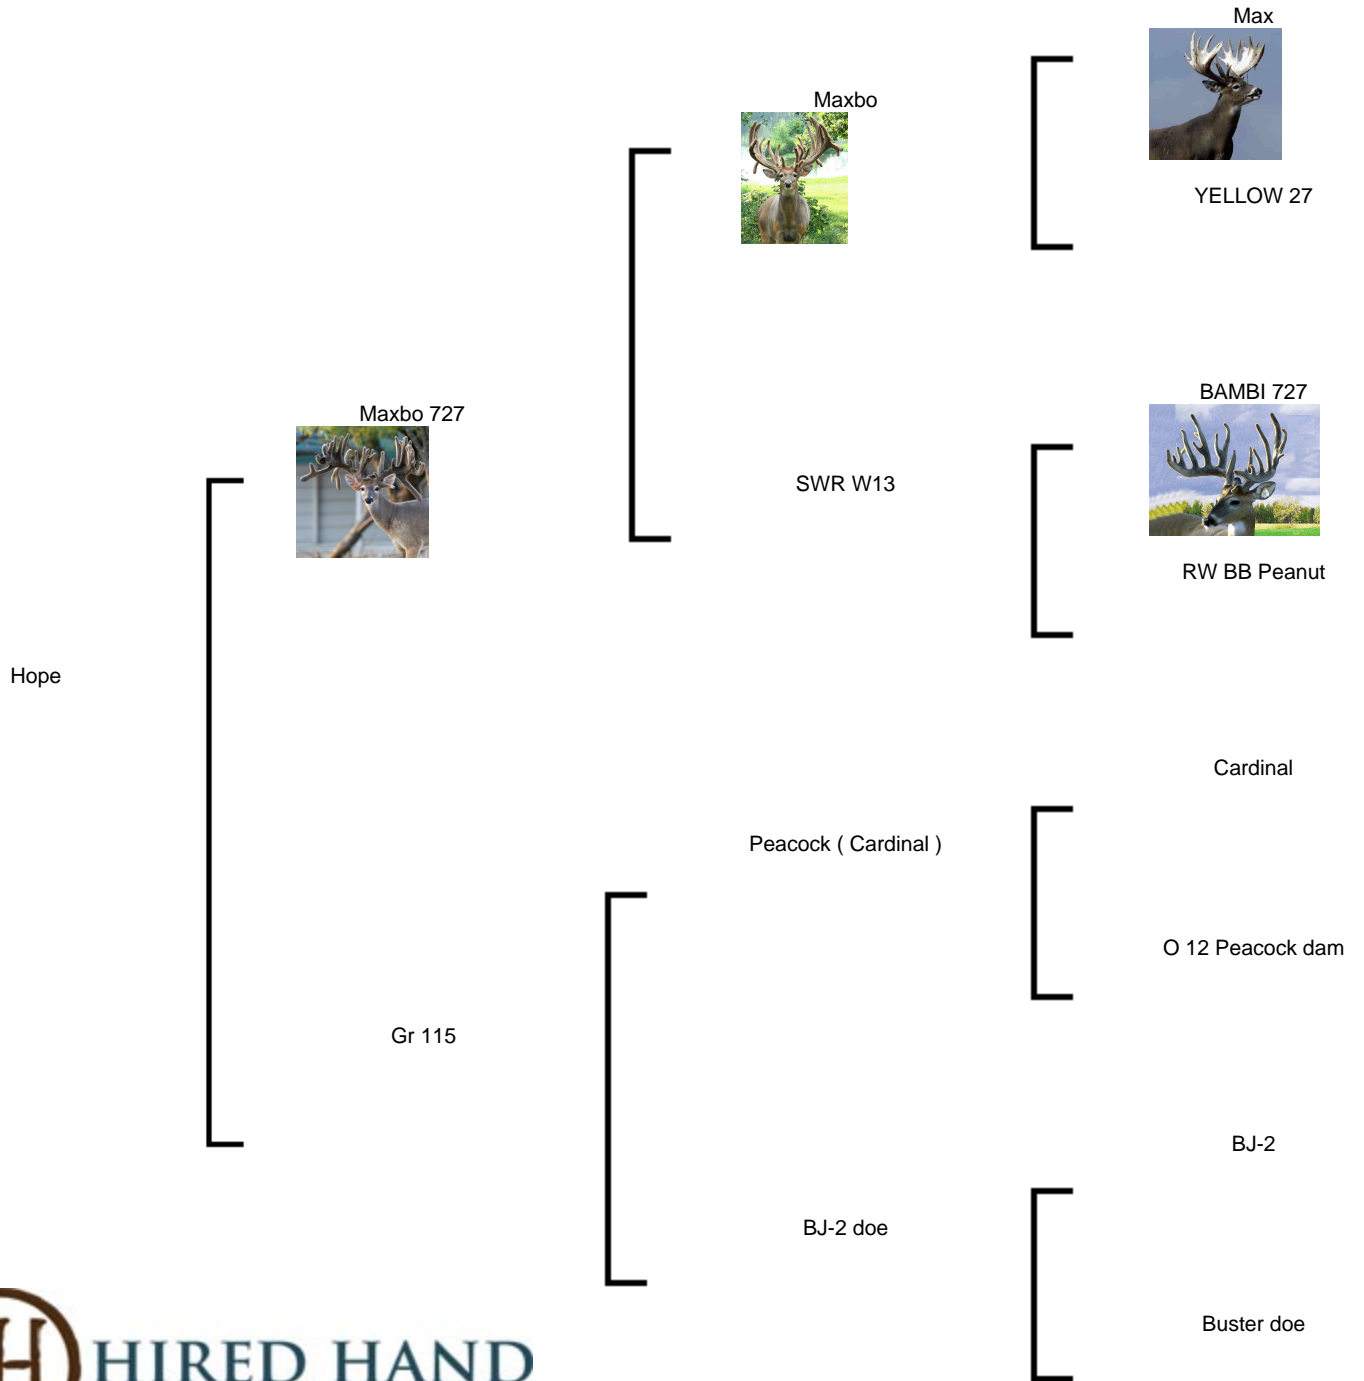 Max
Maxbo
YELLOW 27
BAMBI 727
Maxbo 727
SWR W13
RW BB Peanut
Hope
Cardinal
Peacock ( Cardinal )
O 12 Peacock dam
Gr 115
BJ-2
BJ-2 doe
Buster doe
H HIRED HAND